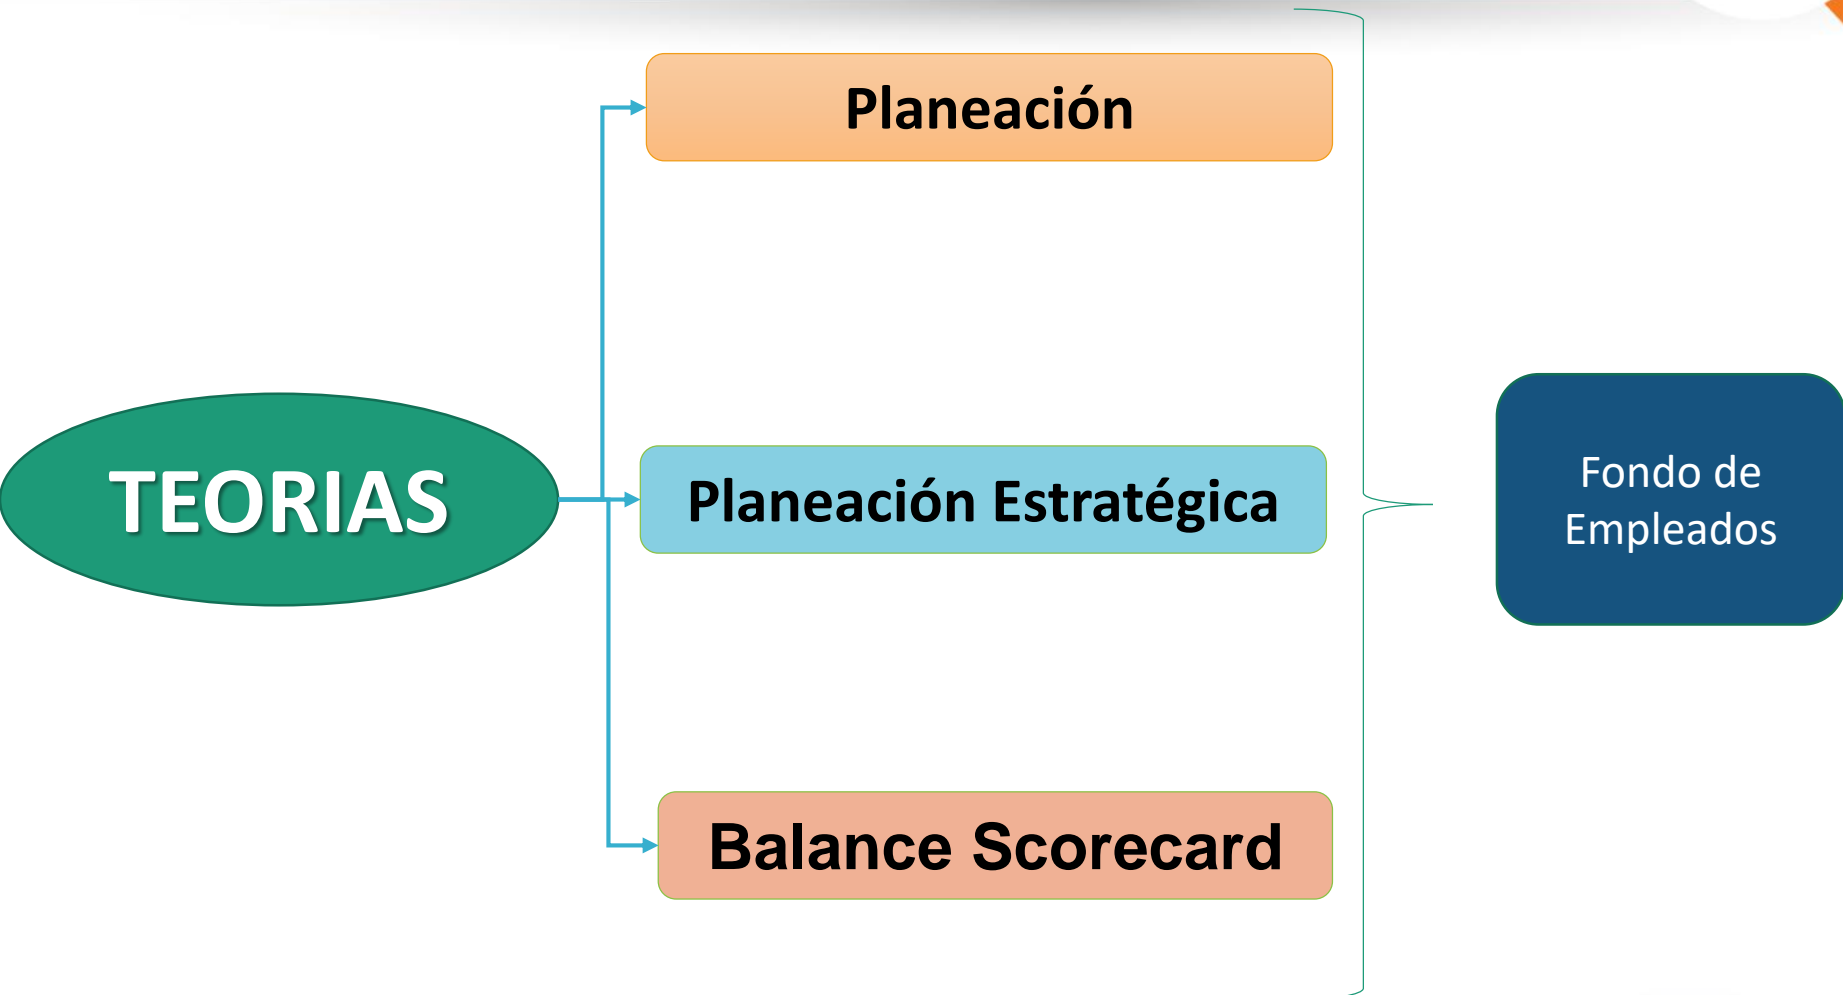 Planeación
TEORIAS
Planeación Estratégica
Fondo de
Empleados
Balance Scorecard